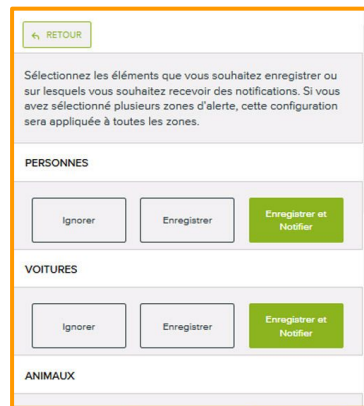 RETOUR
Sélectionnez les éléments que vous souhaitez enregistrer ou
sur lesquels vous souhaitez recevoir des notifications. Si vous
avez sélectionné plusieurs zones d'alerte, cette configuration
sera appliquée à toutes les zones.
PERSONNES
Ignorer
Enregistrer
Enregistrer et
Notifier
VOITURES
Ignorer
Enregistrer
Enregistrer et
Notifier
ANIMAUX